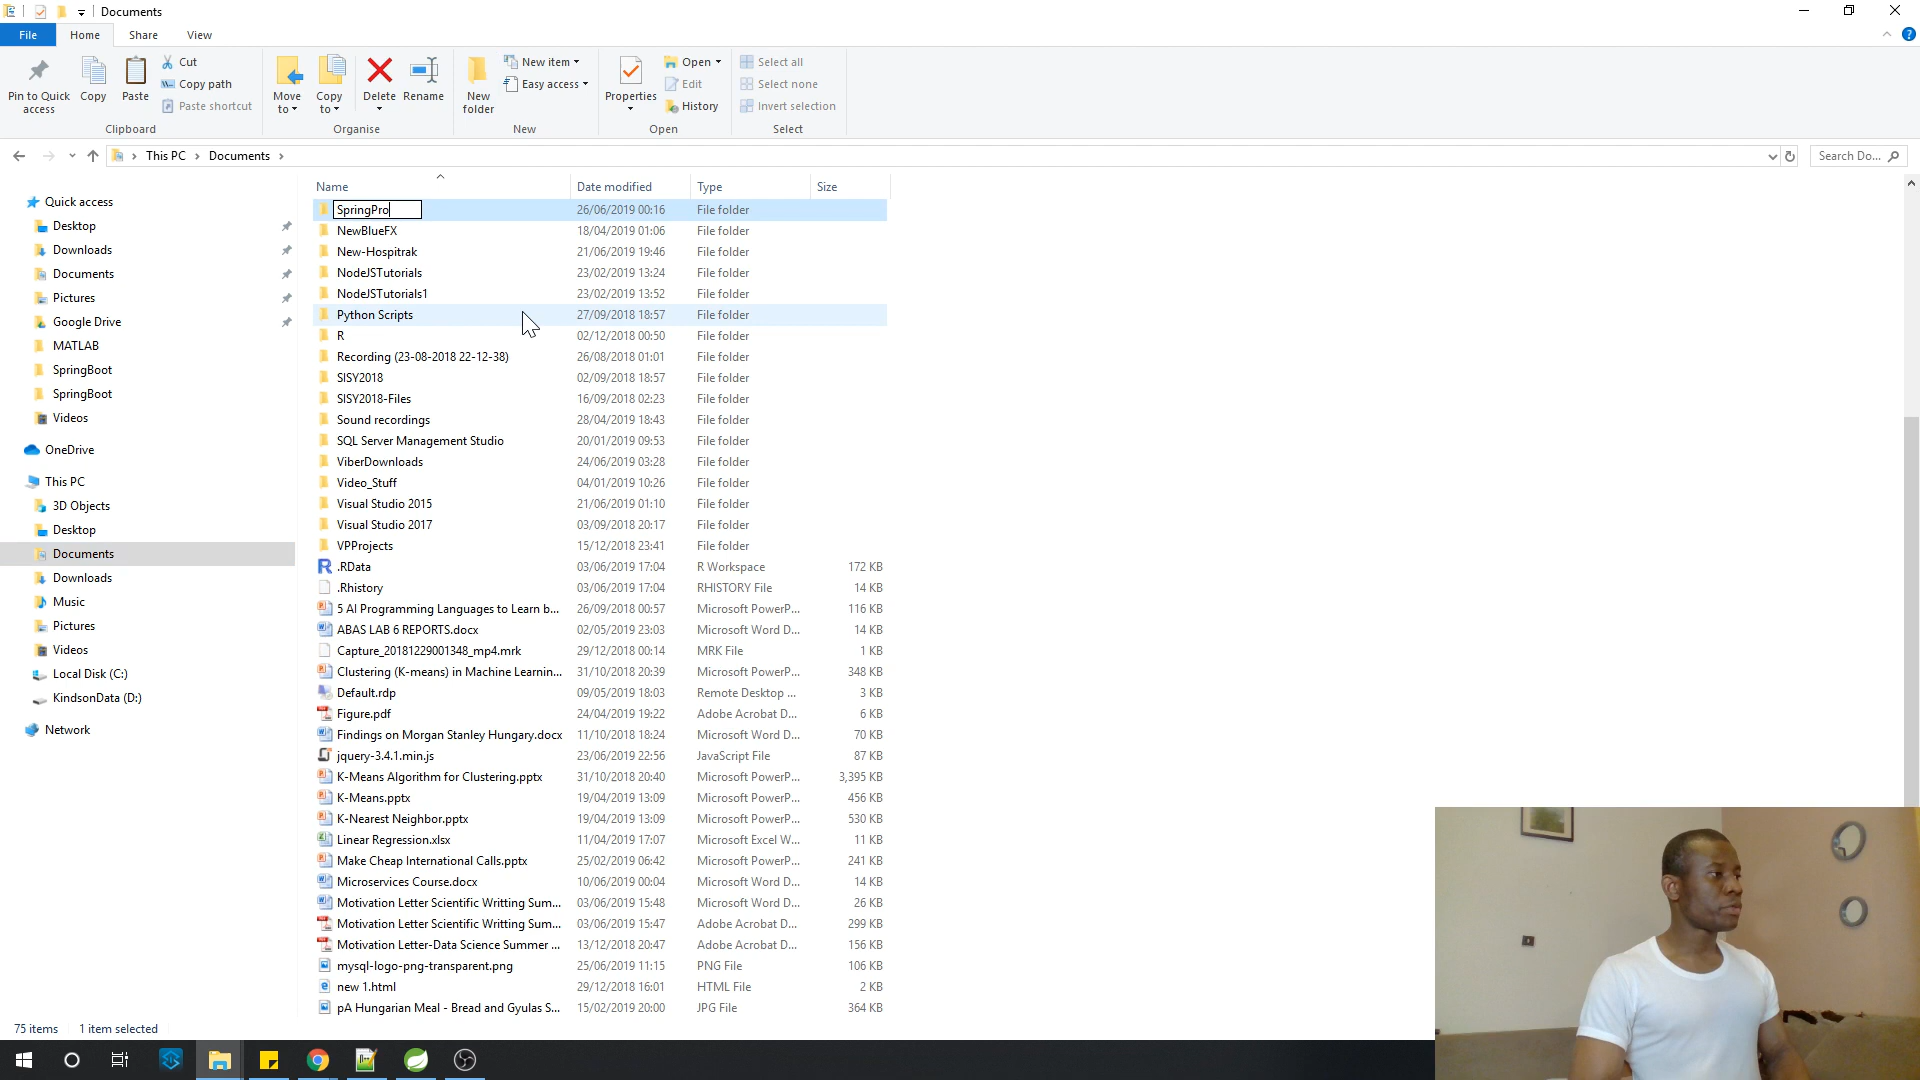 Documents
File Home Share View
Pin to Quick access
Copy
Paste
Cut
Copy path
Paste shortcut
Clipboard
Move to
Copy to
Delete
Rename
Organise
New folder
New item
Easy access
New
Properties
Open
Edit
History
Open
Select all
Select none
Invert selection
Select
This PC Documents
Search Do...
Quick access
Desktop
Downloads
Documents
Pictures
Google Drive
MATLAB
SpringBoot
SpringBoot
Videos
OneDrive
This PC
3D Objects
Desktop
Documents
Downloads
Music
Pictures
Videos
Local Disk (C:)
KindsonData (D:)
Network
Name Date modified Type Size
SpringPro 26/06/2019 00:16 File folder
NewBlueFX 18/04/2019 01:06 File folder
New-Hospitrak 21/06/2019 19:46 File folder
NodeJSTutorials 23/02/2019 13:24 File folder
NodeJSTutorials1 23/02/2019 13:52 File folder
Python Scripts 27/09/2018 18:57 File folder
R 02/12/2018 00:50 File folder
Recording (23-08-2018 22-12-38) 26/08/2018 01:01 File folder
SISY2018 02/09/2018 18:57 File folder
SISY2018-Files 16/09/2018 02:23 File folder
Sound recordings 28/04/2019 18:43 File folder
SQL Server Management Studio 20/01/2019 09:53 File folder
ViberDownloads 24/06/2019 03:28 File folder
Video_Stuff 04/01/2019 10:26 File folder
Visual Studio 2015 21/06/2019 01:10 File folder
Visual Studio 2017 03/09/2018 20:17 File folder
VPProjects 15/12/2018 23:41 File folder
.RData 03/06/2019 17:04 R Workspace 172 KB
.Rhistory 03/06/2019 17:04 RHISTORY File 14 KB
5 AI Programming Languages to Learn b... 26/09/2018 00:57 Microsoft PowerP... 116 KB
ABAS LAB 6 REPORTS.docx 02/05/2019 23:03 Microsoft Word D... 14 KB
Capture_20181229001348_mp4.mrk 29/12/2018 00:14 MRK File 1 KB
Clustering (K-means) in Machine Learnin... 31/10/2018 20:39 Microsoft PowerP... 348 KB
Default.rdp 09/05/2019 18:03 Remote Desktop ... 3 KB
Figure.pdf 24/04/2019 19:22 Adobe Acrobat D... 6 KB
Findings on Morgan Stanley Hungary.docx 11/10/2018 18:24 Microsoft Word D... 70 KB
jquery-3.4.1.min.js 23/06/2019 22:56 JavaScript File 87 KB
K-Means Algorithm for Clustering.pptx 31/10/2018 20:40 Microsoft PowerP... 3,395 KB
K-Means.pptx 19/04/2019 13:09 Microsoft PowerP... 456 KB
K-Nearest Neighbor.pptx 19/04/2019 13:09 Microsoft PowerP... 530 KB
Linear Regression.xlsx 11/04/2019 17:07 Microsoft Excel W... 11 KB
Make Cheap International Calls.pptx 25/02/2019 06:42 Microsoft PowerP... 241 KB
Microservices Course.docx 10/06/2019 00:04 Microsoft Word D... 14 KB
Motivation Letter Scientific Writting Sum... 03/06/2019 15:48 Microsoft Word D... 26 KB
Motivation Letter Scientific Writting Sum... 03/06/2019 15:47 Adobe Acrobat D... 299 KB
Motivation Letter-Data Science Summer ... 13/12/2018 20:47 Adobe Acrobat D... 156 KB
mysql-logo-png-transparent.png 25/06/2019 11:15 PNG File 106 KB
new 1.html 29/12/2018 16:01 HTML File 2 KB
pA Hungarian Meal - Bread and Gyulas S... 15/02/2019 20:00 JPG File 364 KB
75 items 1 item selected